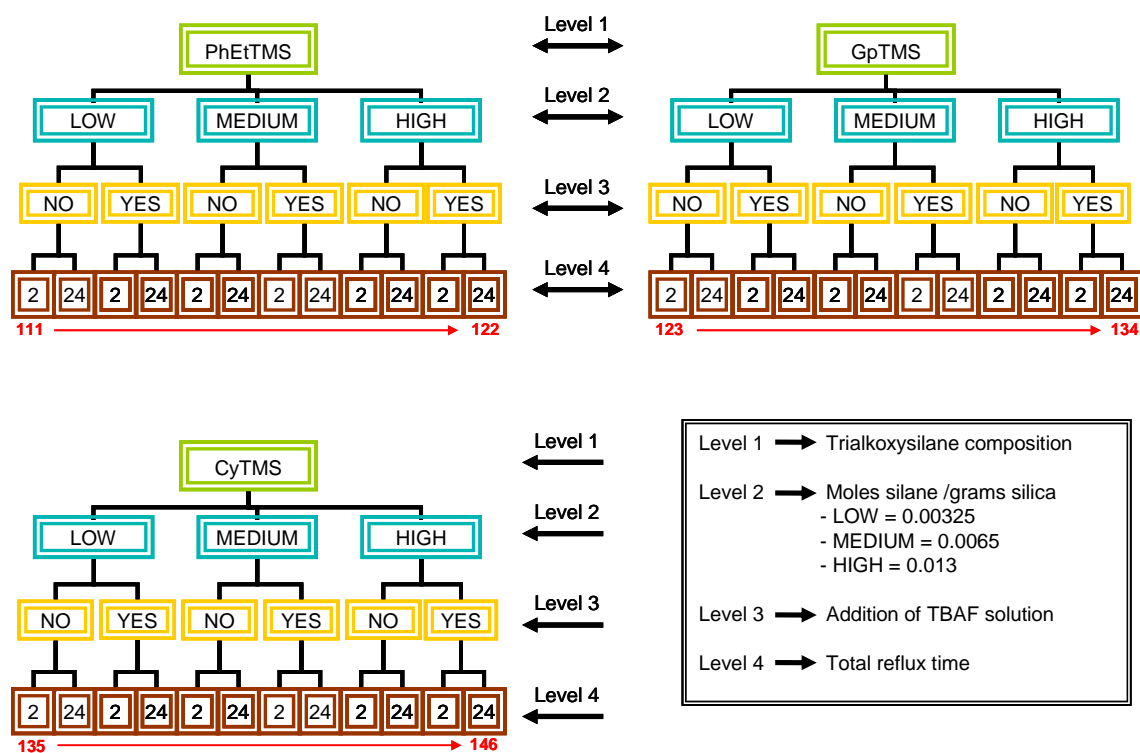 PhEtTMS Level 1 GpTMS
LOW MEDIUM HIGH Level 2 LOW MEDIUM HIGH
NO YES NO YES NO YES Level 3 NO YES NO YES NO YES
2 24 2 24 2 24 2 24 2 24 2 24 Level 4 2 24 2 24 2 24 2 24 2 24 2 24
111 122 123 134
CyTMS Level 1
LOW MEDIUM HIGH Level 2
NO YES NO YES NO YES Level 3
2 24 2 24 2 24 2 24 2 24 2 24 Level 4
135 146
Level 1 Trialkoxysilane composition
Level 2 Moles silane /grams silica
- LOW = 0.00325
- MEDIUM = 0.0065
- HIGH = 0.013
Level 3 Addition of TBAF solution
Level 4 Total reflux time